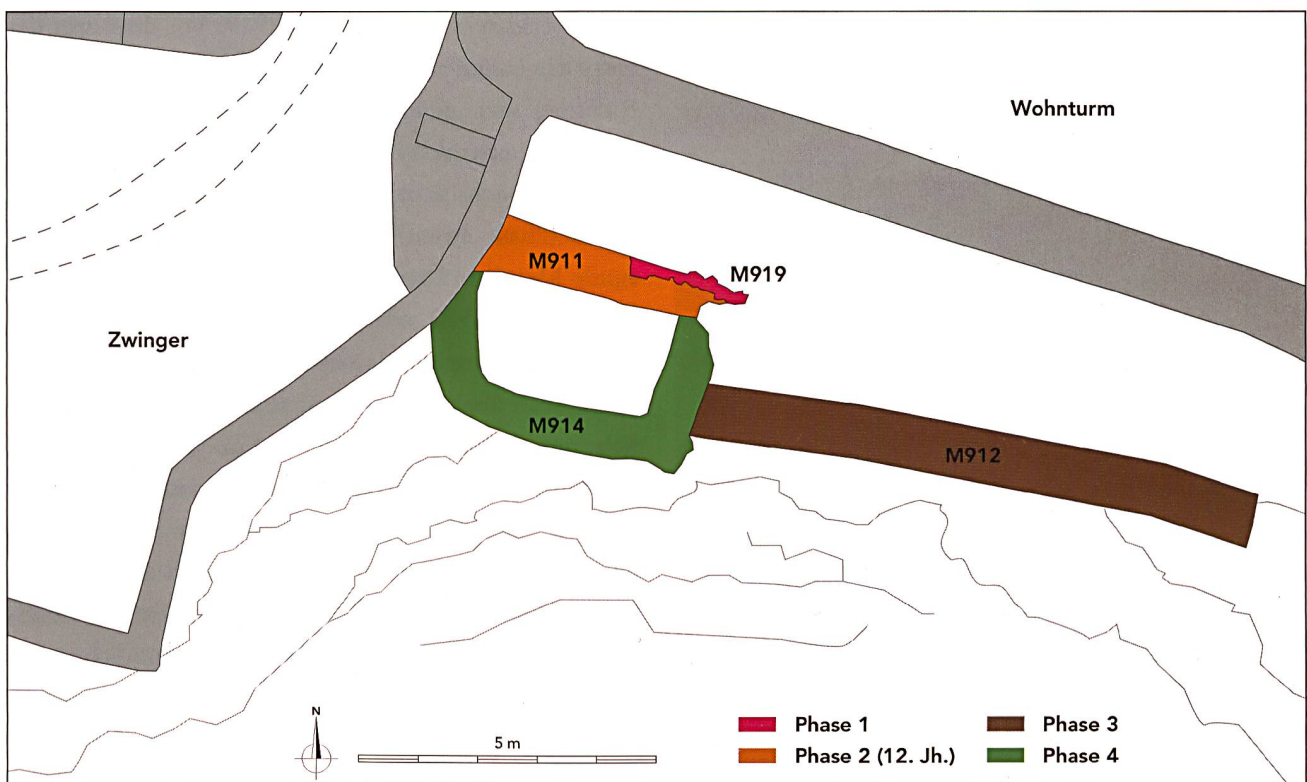 Wohnturm
M911
M919
Zwinger
M914
M912
N
5 m
Phase 1
Phase 2 (12. Jh.)
Phase 3
Phase 4